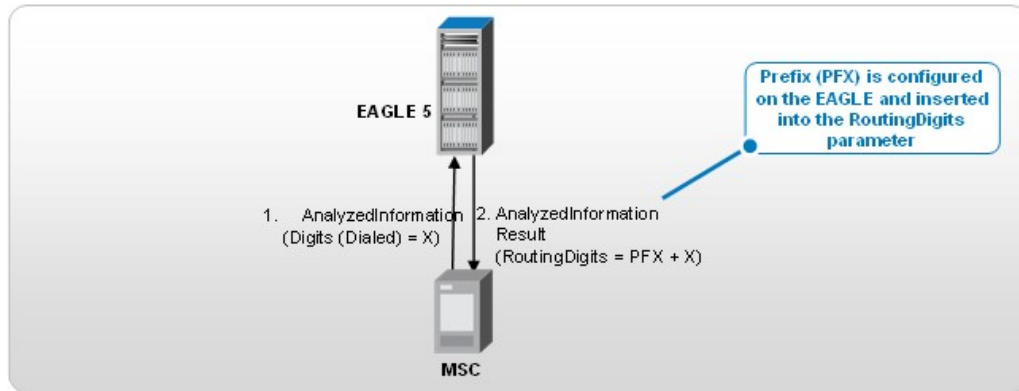 EAGLE 5
Prefix (PFX) is configured
on the EAGLE and inserted
into the RoutingDigits
parameter
1. AnalyzedInformation
(Digits (Dialed) = X)
2. AnalyzedInformation
Result
(RoutingDigits = PFX + X)
MSC